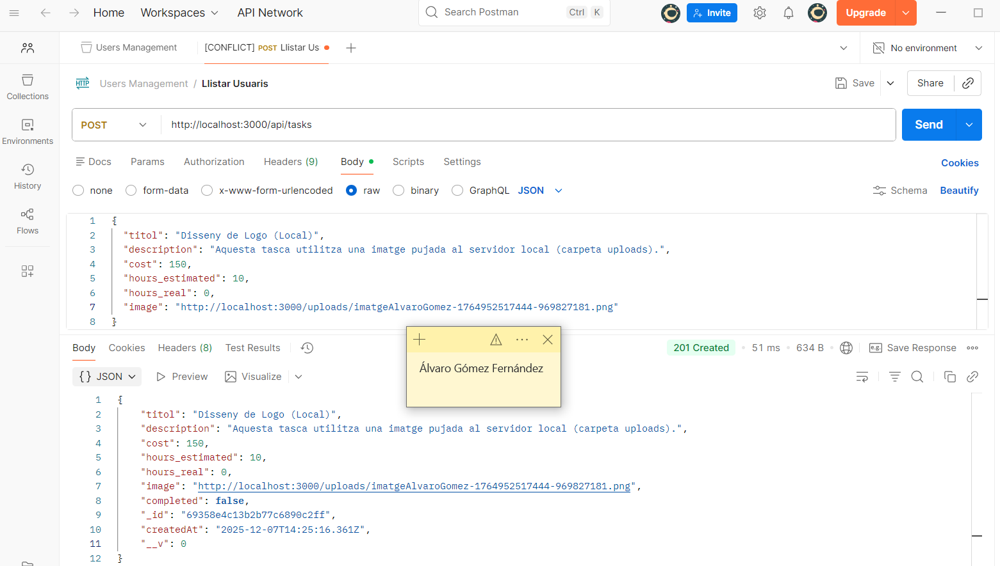 Home Workspaces API Network Search Postman Ctrl K Invite Upgrade
Users Management [CONFLICT] POST Llistar Us No environment
HTTP Users Management / Llistar Usuaris Save Share
Collections
POST http://localhost:3000/api/tasks Send
Environments
Docs Params Authorization Headers (9) Body Scripts Settings Cookies
History
none form-data x-www-form-urlencoded raw binary GraphQL JSON Schema Beautify
Flows
1 {
2 "titol": "Disseny de Logo (Local)",
3 "description": "Aquesta tasca utilitza una imatge pujada al servidor local (carpeta uploads).",
4 "cost": 150,
5 "hours_estimated": 10,
6 "hours_real": 0,
7 "image": "http://localhost:3000/uploads/imatgeAlvaroGomez-1764952517444-969827181.png"
8 }
Body Cookies Headers (8) Test Results 201 Created 51 ms 634 B e.g. Save Response
Álvaro Gómez Fernández
{} JSON Preview Visualize
1 {
2 "titol": "Disseny de Logo (Local)",
3 "description": "Aquesta tasca utilitza una imatge pujada al servidor local (carpeta uploads).",
4 "cost": 150,
5 "hours_estimated": 10,
6 "hours_real": 0,
7 "image": "http://localhost:3000/uploads/imatgeAlvaroGomez-1764952517444-969827181.png",
8 "completed": false,
9 "_id": "69358e4c13b2b77c6890c2ff",
10 "createdAt": "2025-12-07T14:25:16.361Z",
11 "__v": 0
12 }